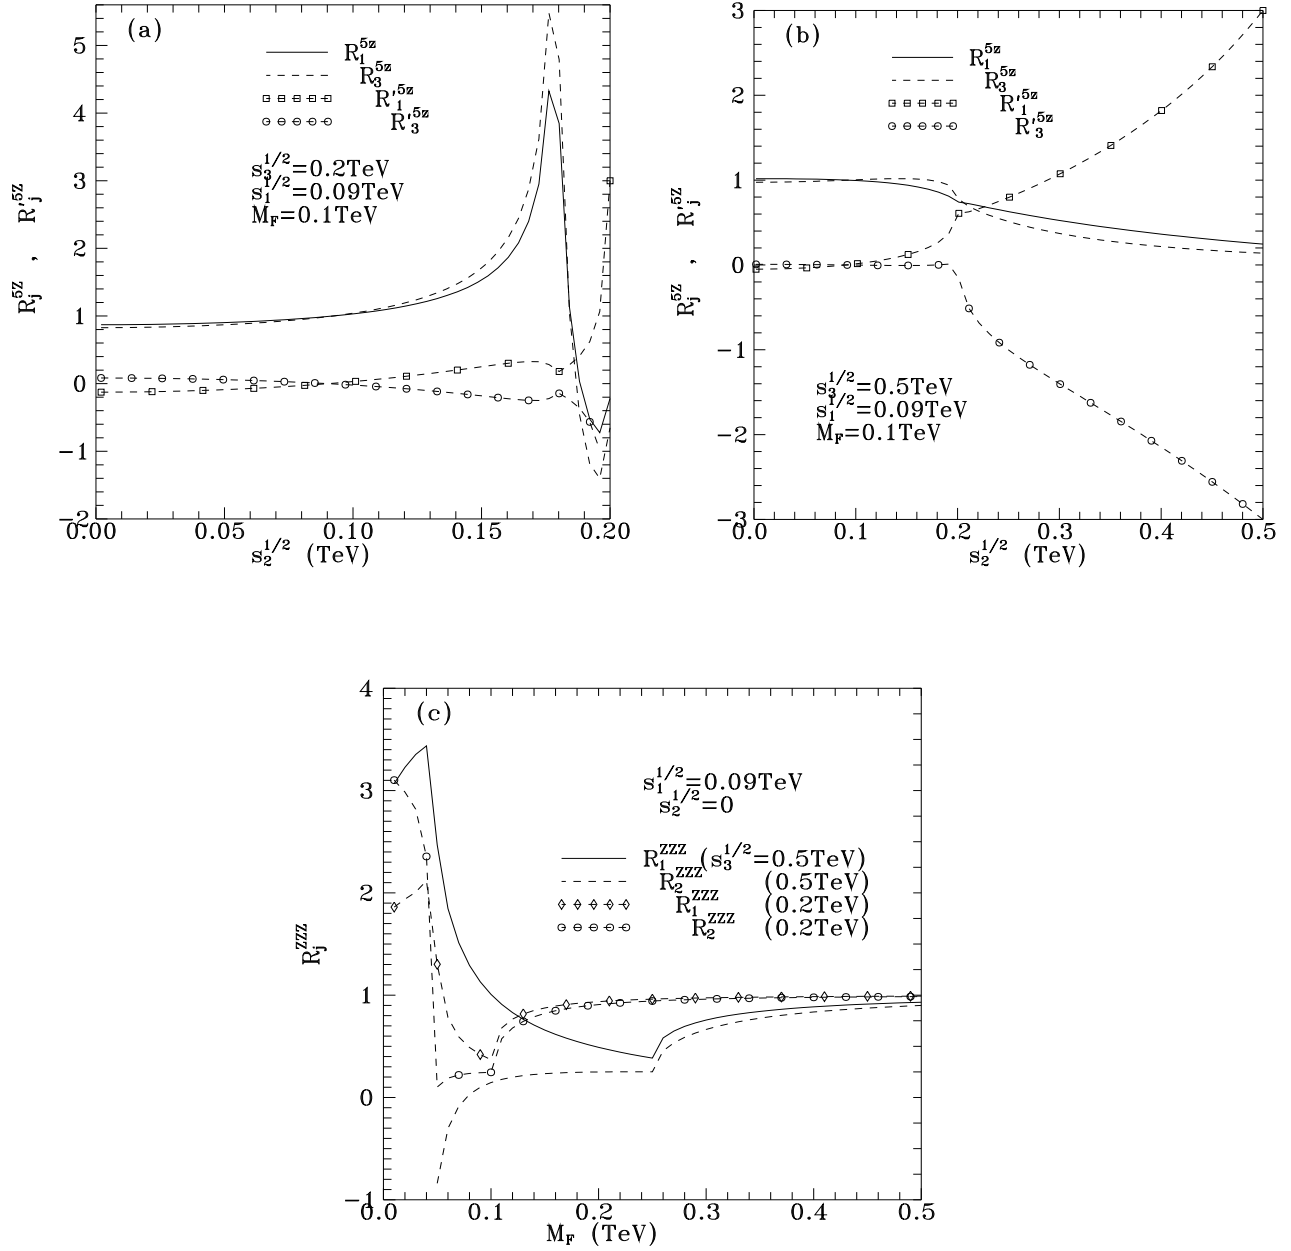 (a)
R_1^{5z}
R_3^{5z}
R'_1^{5z}
R'_3^{5z}
s_3^{1/2}=0.2TeV
s_1^{1/2}=0.09TeV
M_F=0.1TeV
R_j^{5Z} , R'_j^{5Z}
5
4
3
2
1
0
−1
−2
0.00 0.05 0.10 0.15 0.20
s_2^{1/2} (TeV)
(b)
R_1^{5z}
R_3^{5z}
R'_1^{5z}
R'_3^{5z}
s_3^{1/2}=0.5TeV
s_1^{1/2}=0.09TeV
M_F=0.1TeV
R_j^{5Z} , R'_j^{5Z}
3
2
1
0
−1
−2
−3
0.0 0.1 0.2 0.3 0.4 0.5
s_2^{1/2} (TeV)
(c)
s_1^{1/2}=0.09TeV
s_2^{1/2}=0
R_1^{ZZZ} (s_3^{1/2}=0.5TeV)
R_2^{ZZZ} (0.5TeV)
R_1^{ZZZ} (0.2TeV)
R_2^{ZZZ} (0.2TeV)
R_j^{ZZZ}
4
3
2
1
0
−1
0.0 0.1 0.2 0.3 0.4 0.5
M_F (TeV)